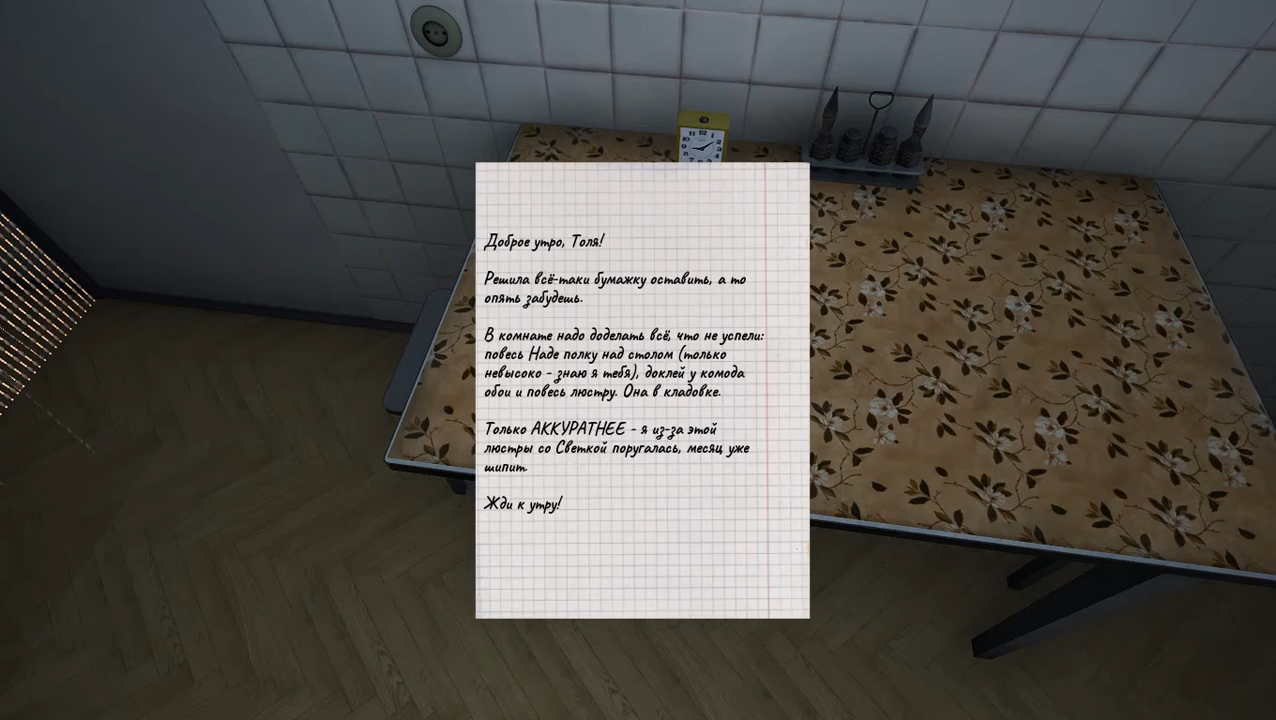 Доброе утро, Толя!
Решила всё-таки бумажку оставить, а то
опять забудешь.
В комнате надо доделать всё, что не успели:
повесь Наде полку над столом (только
невысоко - знаю я тебя), доклей у комода
обои и повесь люстру. Она в кладовке.
Только АККУРАТНЕЕ - я из-за этой
люстры со Светкой поругалась, месяц уже
шипит.
Жди к утру!